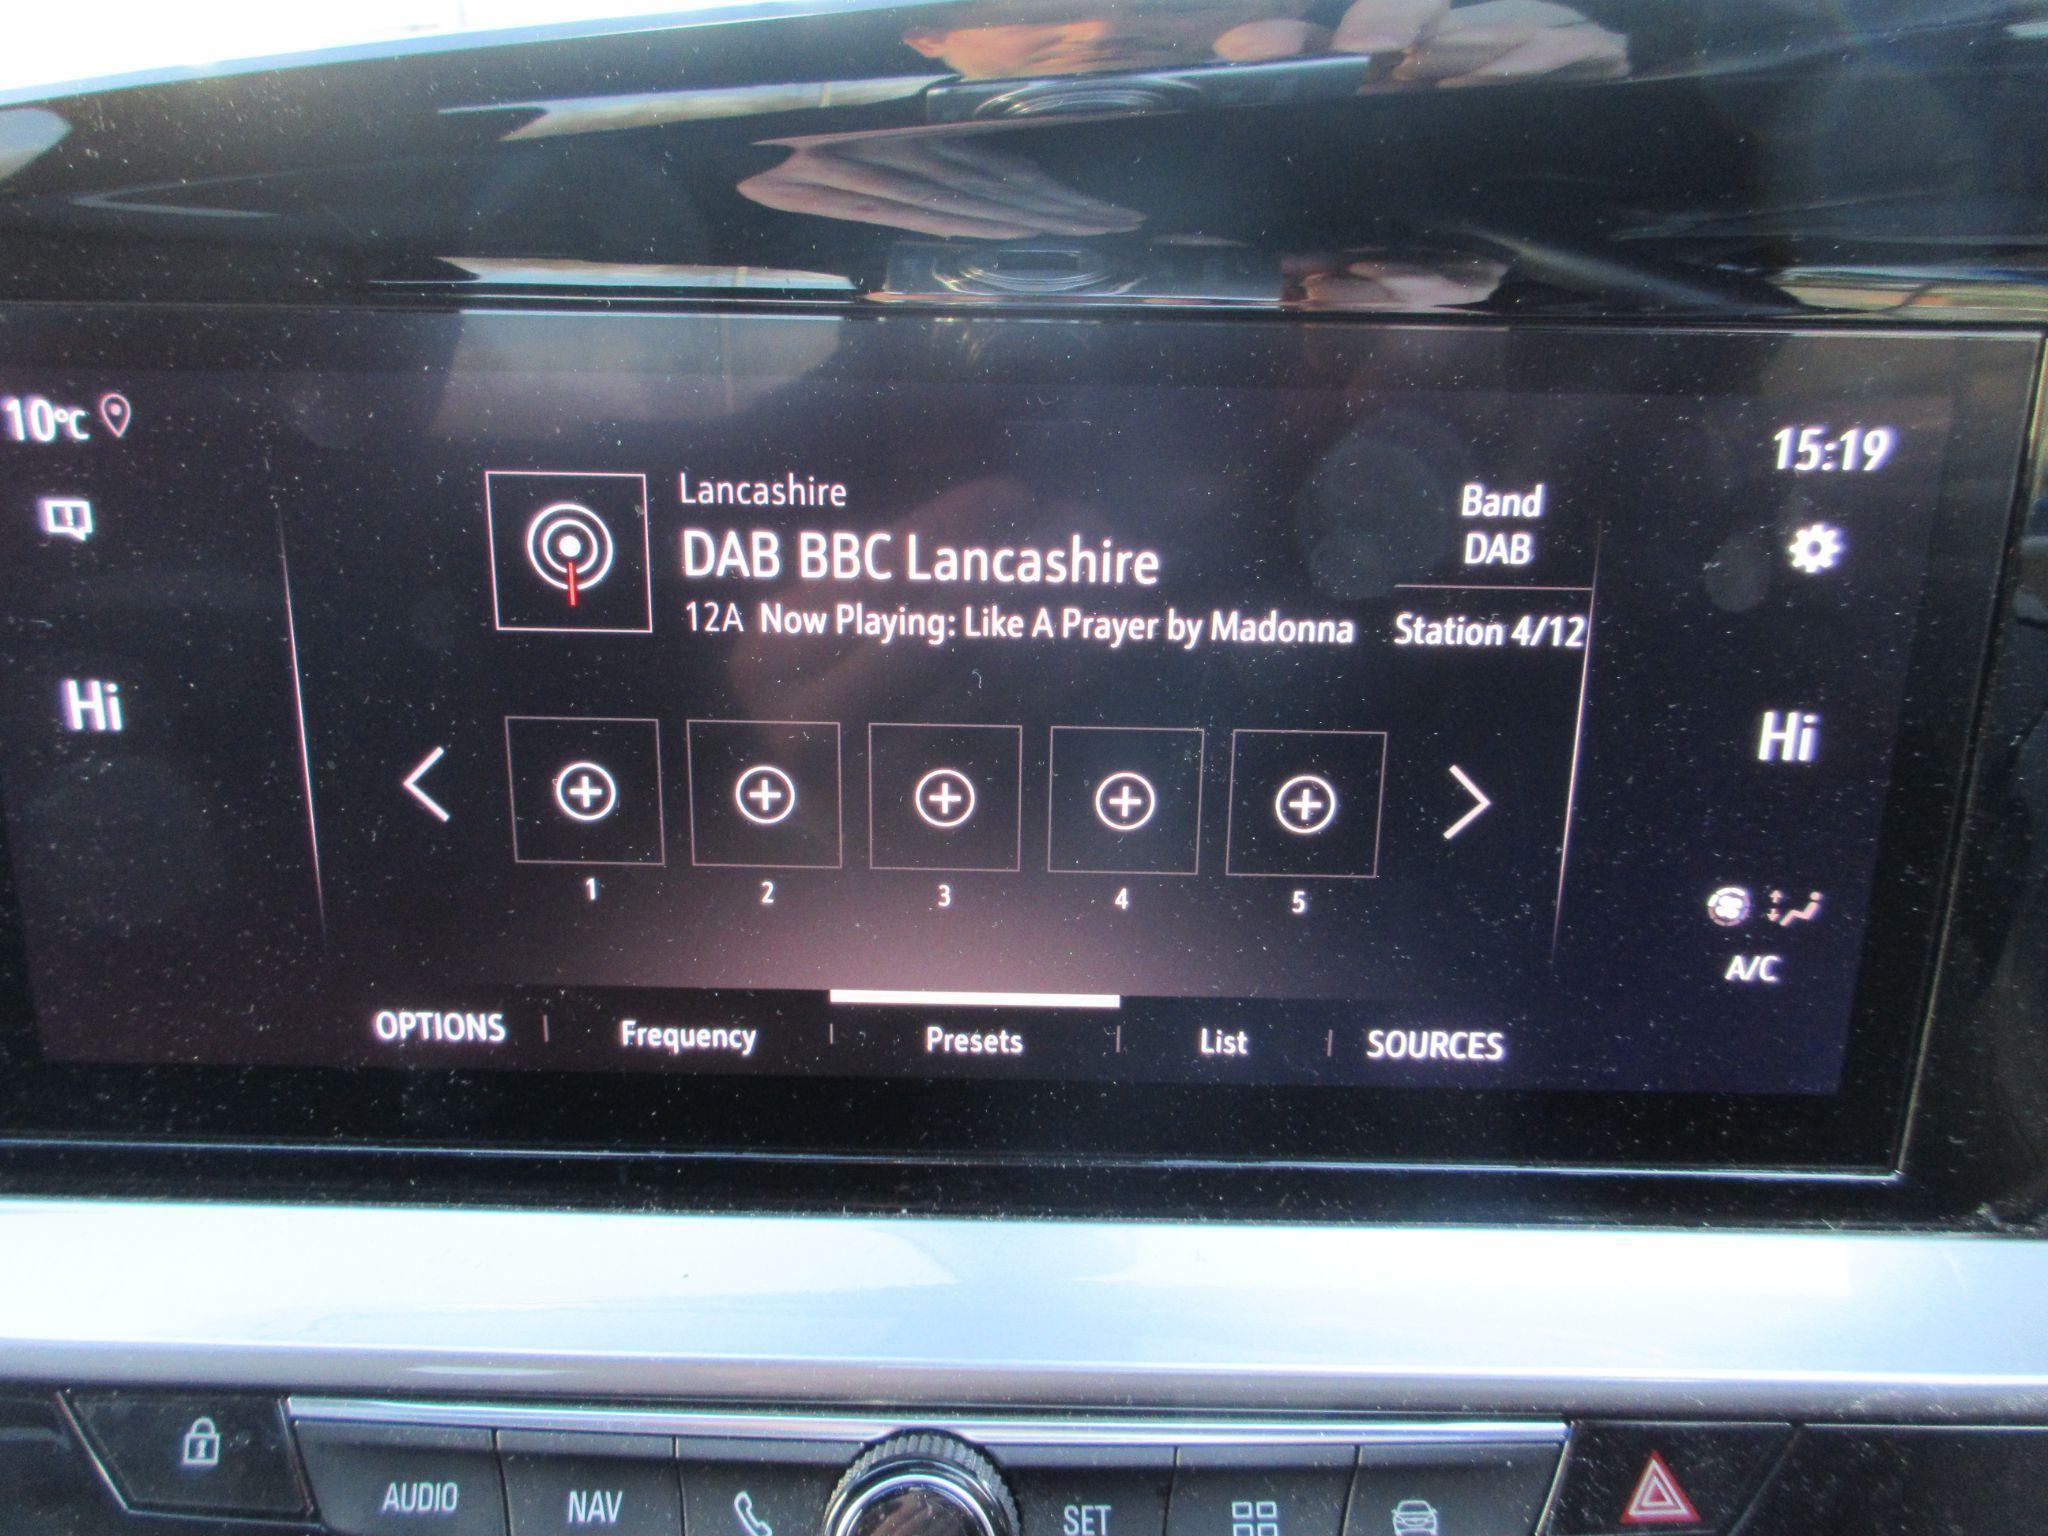 10°C
15:19
Lancashire
DAB BBC Lancashire
12A Now Playing: Like A Prayer by Madonna
Band
DAB
Station 4/12
Hi
Hi
1 2 3 4 5
A/C
OPTIONS Frequency Presets List SOURCES
AUDIO NAV SET